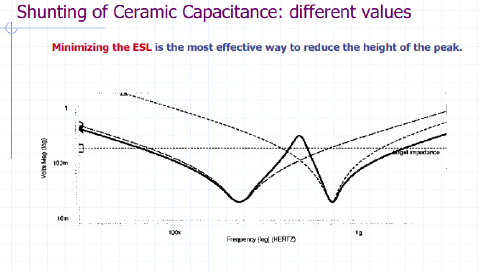 Shunting of Ceramic Capacitance: different values
Minimizing the ESL is the most effective way to reduce the height of the peak.
1
target impedance
Volts Mag (log)
100m
10m
100x
1g
Frequency (log) (HERTZ)